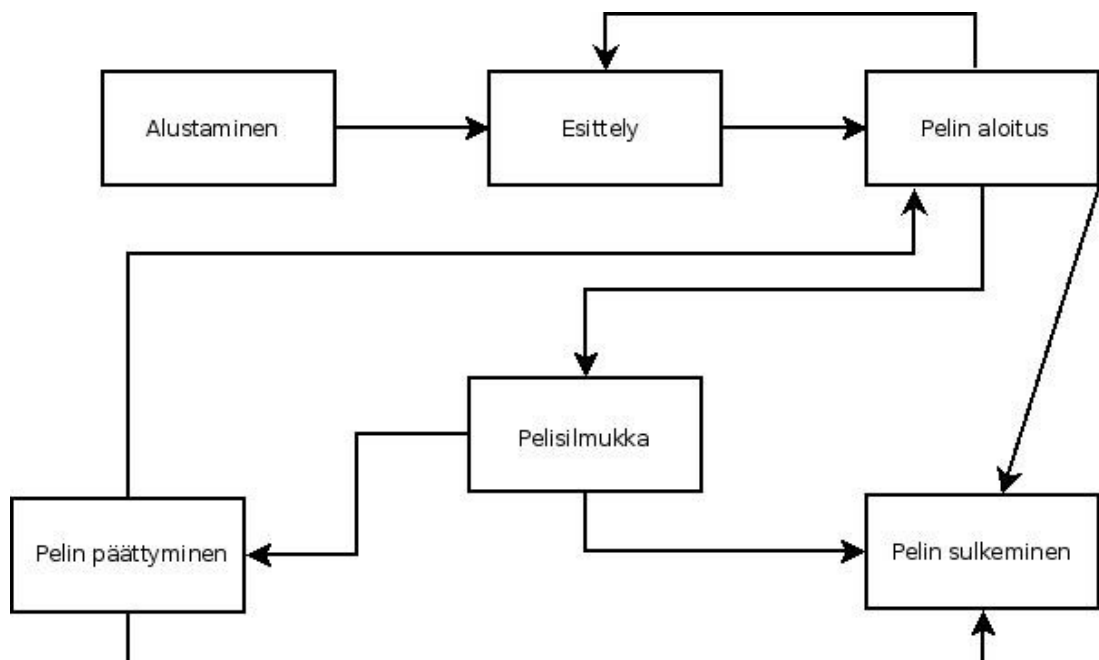 Alustaminen
Esittely
Pelin aloitus
Pelisilmukka
Pelin päättyminen
Pelin sulkeminen